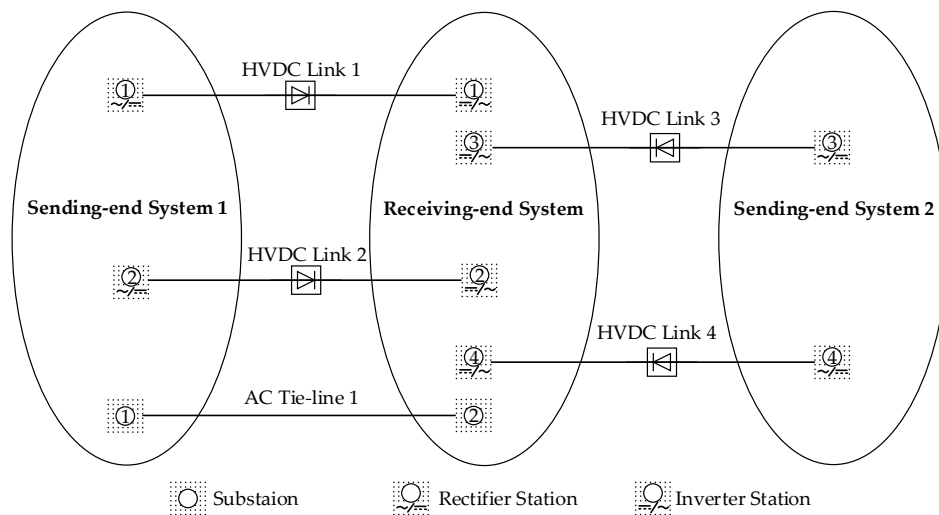 HVDC Link 1
① ①
HVDC Link 3
③ ③
Sending-end System 1 Receiving-end System Sending-end System 2
HVDC Link 2
② ②
HVDC Link 4
④ ④
AC Tie-line 1
① ②
Substaion Rectifier Station Inverter Station